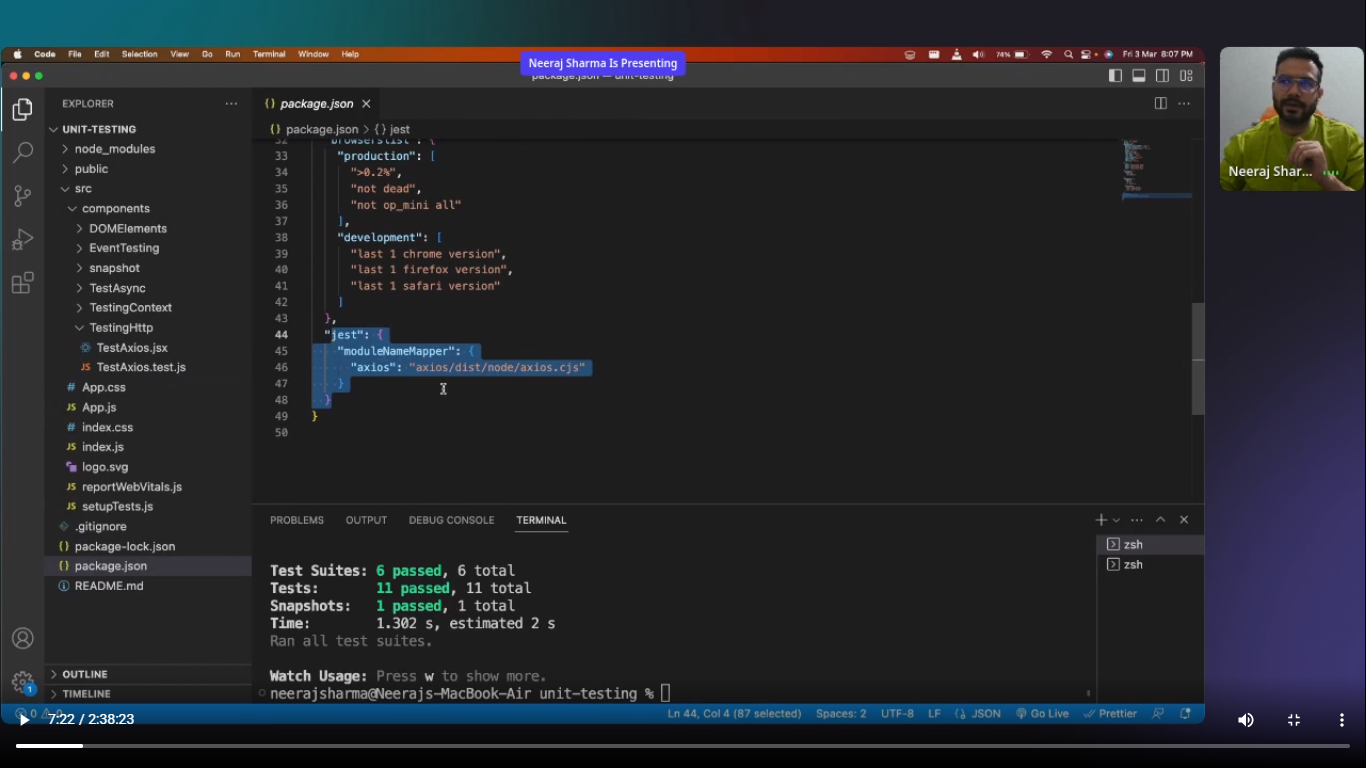 Code File Edit Selection View Go Run Terminal Window Help 74% Fri 3 Mar 8:07 PM
Neeraj Sharma Is Presenting
package.json — unit-testing
EXPLORER
UNIT-TESTING
node_modules
public
src
components
DOMElements
EventTesting
snapshot
TestAsync
TestingContext
TestingHttp
TestAxios.jsx
JS TestAxios.test.js
# App.css
JS App.js
# index.css
JS index.js
logo.svg
JS reportWebVitals.js
JS setupTests.js
.gitignore
{} package-lock.json
{} package.json
README.md
OUTLINE
TIMELINE
{} package.json
{} package.json > {} jest
32 "browserslist": {
33 "production": [
34 ">0.2%",
35 "not dead",
36 "not op_mini all"
37 ],
38 "development": [
39 "last 1 chrome version",
40 "last 1 firefox version",
41 "last 1 safari version"
42 ]
43 },
44 "jest": {
45 "moduleNameMapper": {
46 "axios": "axios/dist/node/axios.cjs"
47 }
48 }
49 }
50
PROBLEMS OUTPUT DEBUG CONSOLE TERMINAL
zsh
zsh
Test Suites: 6 passed, 6 total
Tests: 11 passed, 11 total
Snapshots: 1 passed, 1 total
Time: 1.302 s, estimated 2 s
Ran all test suites.
Watch Usage: Press w to show more.
neerajsharma@Neerajs-MacBook-Air unit-testing %
1
0 0 Ln 44, Col 4 (87 selected) Spaces: 2 UTF-8 LF {} JSON Go Live Prettier
7:22 / 2:38:23
Neeraj Shar...